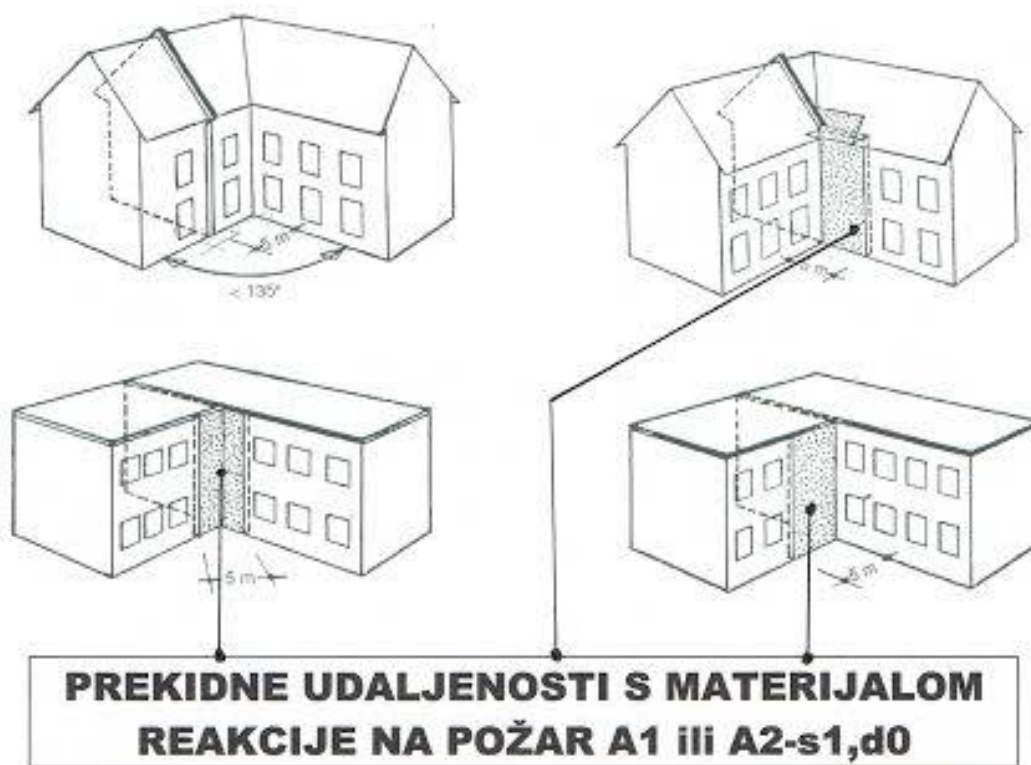 5 m
< 135°
5 m
5 m
5 m
PREKIDNE UDALJENOSTI S MATERIJALOM
REAKCIJE NA POŽAR A1 ili A2-s1,d0